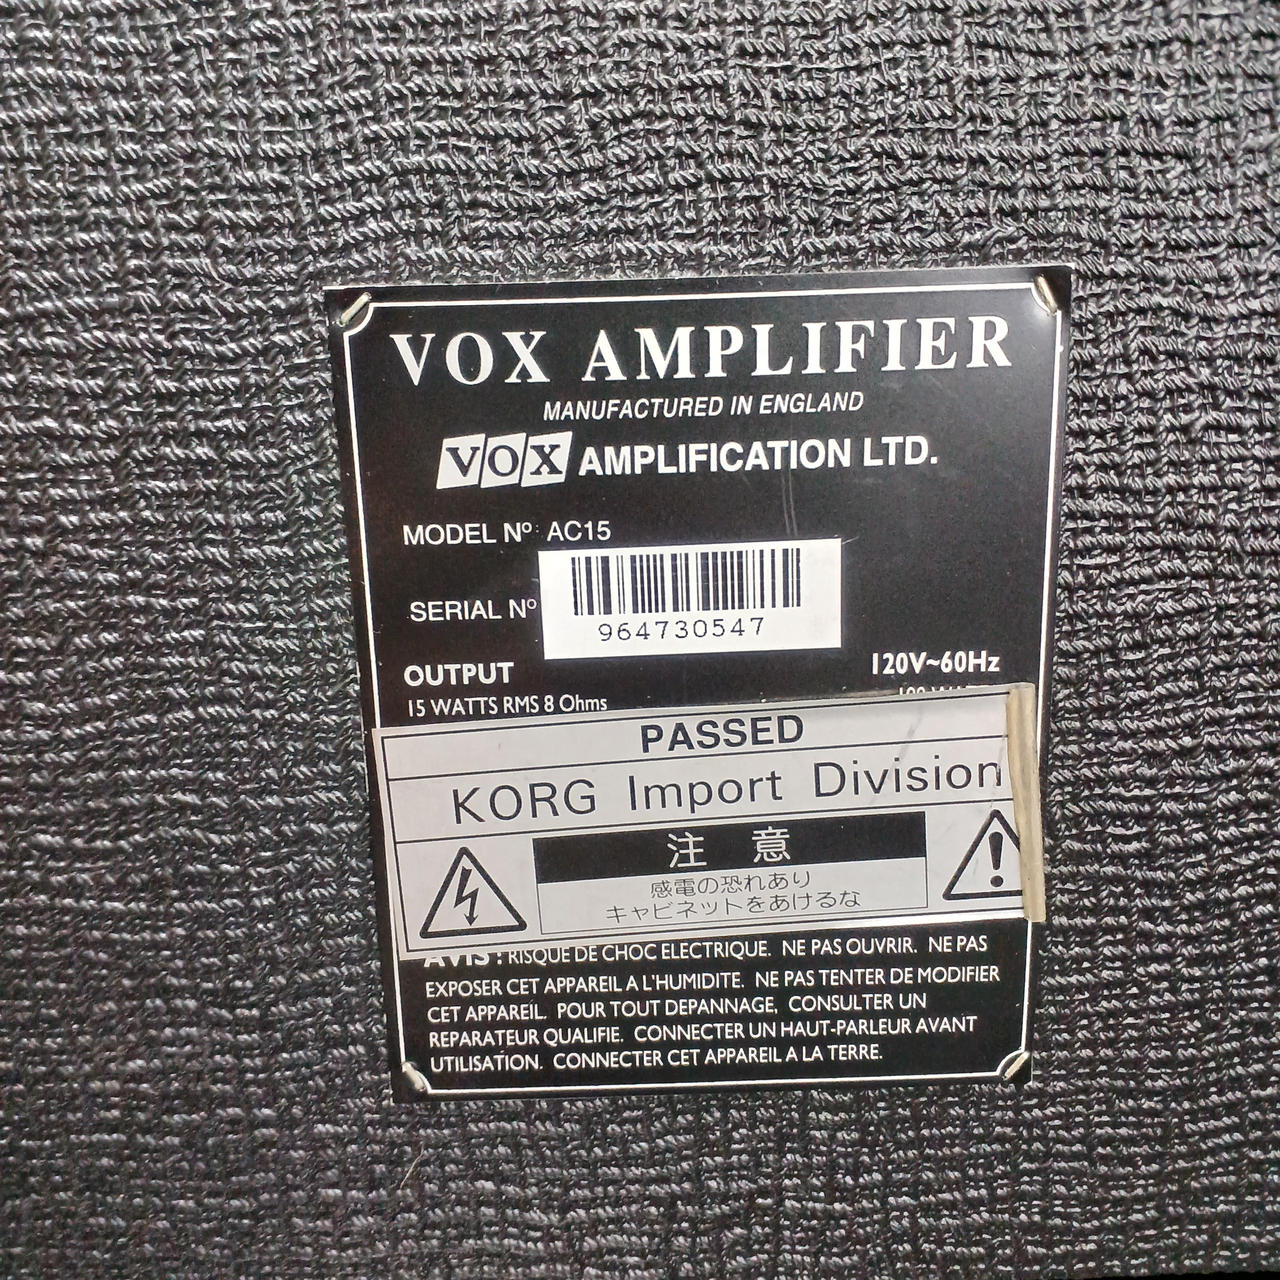 VOX AMPLIFIER
MANUFACTURED IN ENGLAND
VOX AMPLIFICATION LTD.
MODEL Nº: AC15
SERIAL Nº
964730547
OUTPUT
120V~60Hz
15 WATTS RMS 8 Ohms
PASSED
KORG Import Division
注 意
感電の恐れあり
キャビネットをあけるな
AVIS : RISQUE DE CHOC ELECTRIQUE. NE PAS OUVRIR. NE PAS
EXPOSER CET APPAREIL A L'HUMIDITE. NE PAS TENTER DE MODIFIER
CET APPAREIL. POUR TOUT DEPANNAGE, CONSULTER UN
REPARATEUR QUALIFIE. CONNECTER UN HAUT-PARLEUR AVANT
UTILISATION. CONNECTER CET APPAREIL A LA TERRE.